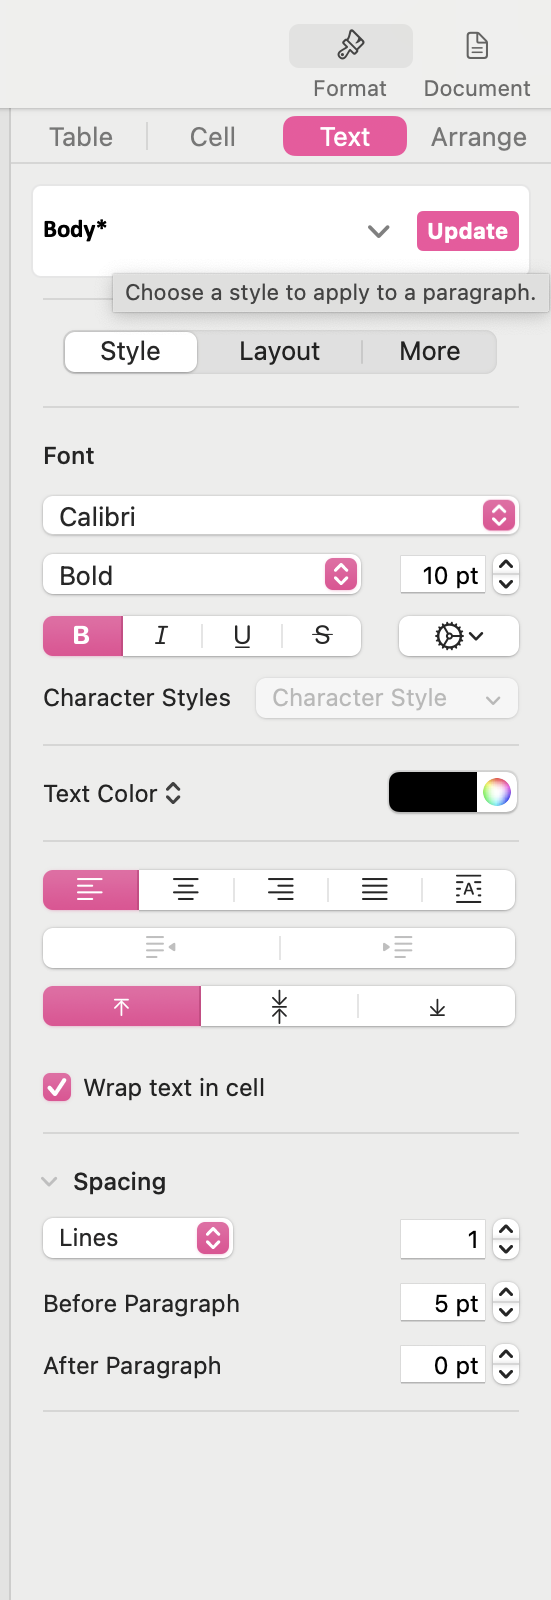 Format Document
Table Cell Text Arrange
Body* Update
Choose a style to apply to a paragraph.
Style Layout More
Font
Calibri
Bold 10 pt
B I U S
Character Styles Character Style
Text Color
A
Wrap text in cell
Spacing
Lines 1
Before Paragraph 5 pt
After Paragraph 0 pt